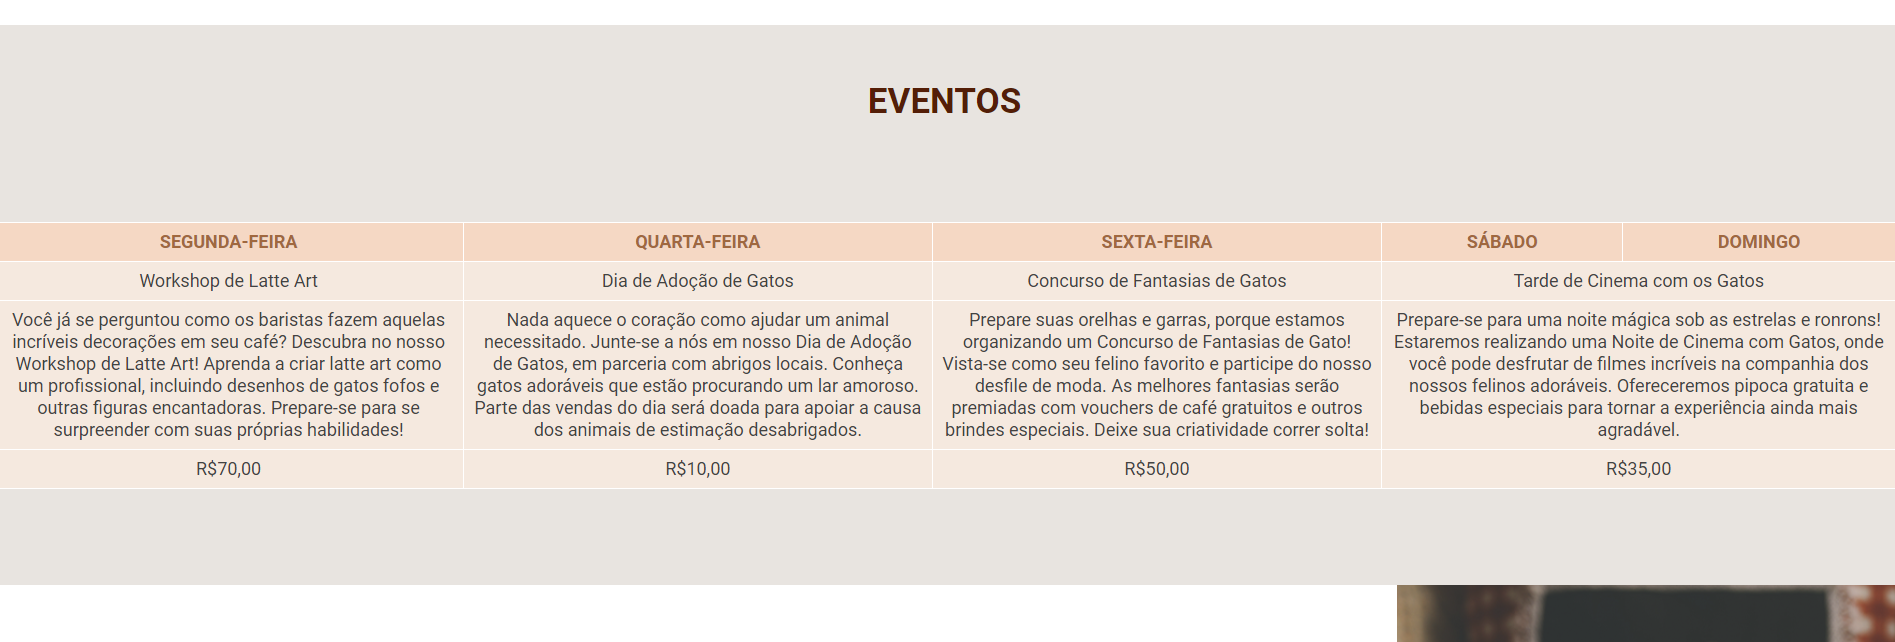 EVENTOS
SEGUNDA-FEIRA QUARTA-FEIRA SEXTA-FEIRA SÁBADO DOMINGO
Workshop de Latte Art Dia de Adoção de Gatos Concurso de Fantasias de Gatos Tarde de Cinema com os Gatos
Você já se perguntou como os baristas fazem aquelas
incríveis decorações em seu café? Descubra no nosso
Workshop de Latte Art! Aprenda a criar latte art como
um profissional, incluindo desenhos de gatos fofos e
outras figuras encantadoras. Prepare-se para se
surpreender com suas próprias habilidades!
Nada aquece o coração como ajudar um animal
necessitado. Junte-se a nós em nosso Dia de Adoção
de Gatos, em parceria com abrigos locais. Conheça
gatos adoráveis que estão procurando um lar amoroso.
Parte das vendas do dia será doada para apoiar a causa
dos animais de estimação desabrigados.
Prepare suas orelhas e garras, porque estamos
organizando um Concurso de Fantasias de Gato!
Vista-se como seu felino favorito e participe do nosso
desfile de moda. As melhores fantasias serão
premiadas com vouchers de café gratuitos e outros
brindes especiais. Deixe sua criatividade correr solta!
Prepare-se para uma noite mágica sob as estrelas e ronrons!
Estaremos realizando uma Noite de Cinema com Gatos, onde
você pode desfrutar de filmes incríveis na companhia dos
nossos felinos adoráveis. Ofereceremos pipoca gratuita e
bebidas especiais para tornar a experiência ainda mais
agradável.
R$70,00 R$10,00 R$50,00 R$35,00